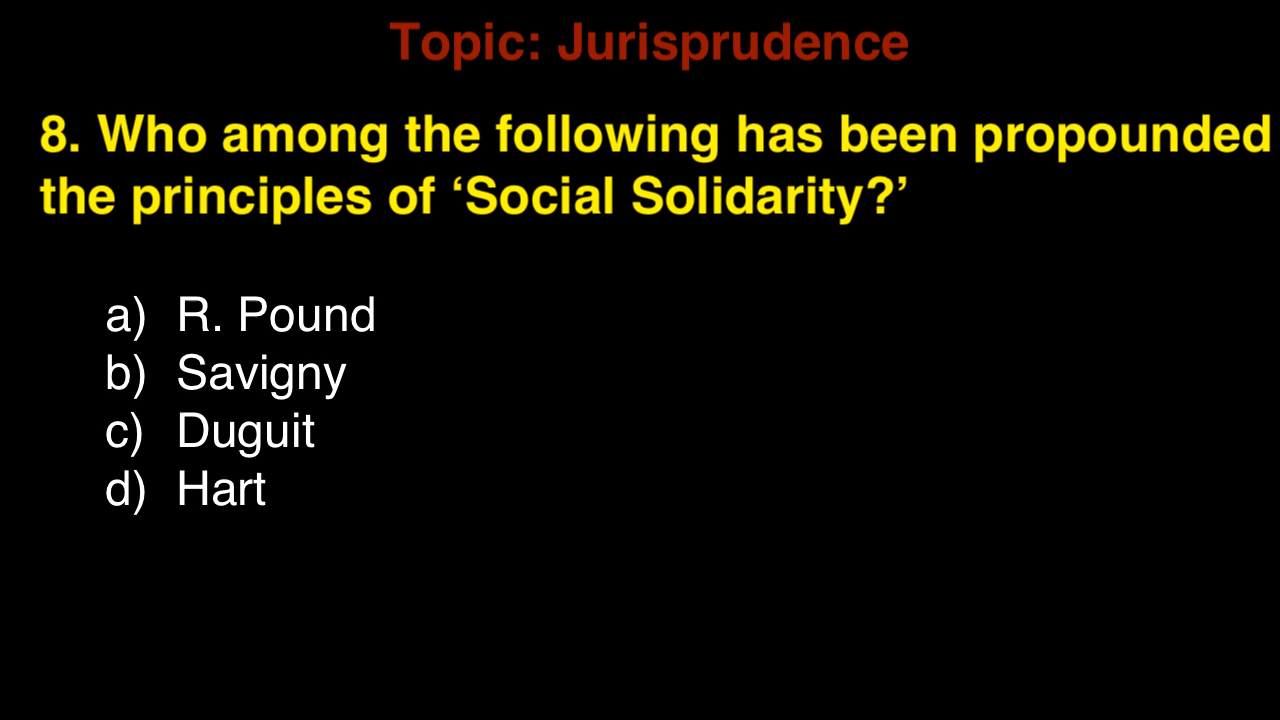 Topic: Jurisprudence
8. Who among the following has been propounded
the principles of ‘Social Solidarity?’
a) R. Pound
b) Savigny
c) Duguit
d) Hart